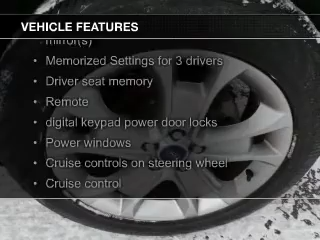 VEHICLE FEATURES
mirror(s)
• Memorized Settings for 3 drivers
• Driver seat memory
• Remote
• digital keypad power door locks
• Power windows
• Cruise controls on steering wheel
• Cruise control